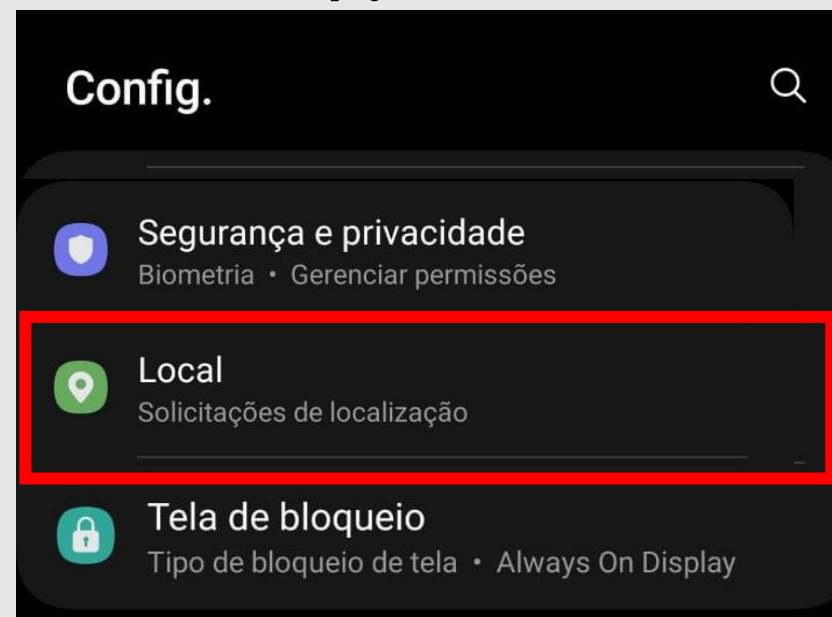 Config.
Segurança e privacidade
Biometria • Gerenciar permissões
Local
Solicitações de localização
Tela de bloqueio
Tipo de bloqueio de tela • Always On Display